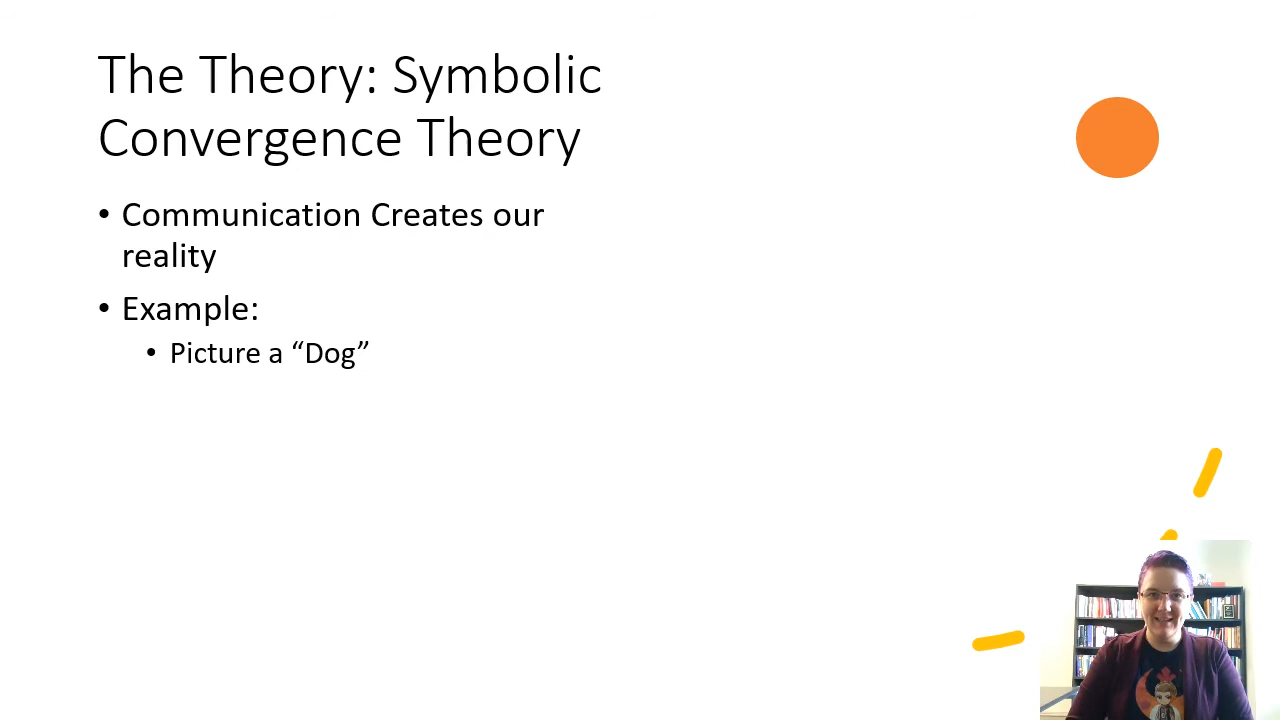 The Theory: Symbolic
Convergence Theory
• Communication Creates our
reality
• Example:
• Picture a “Dog”